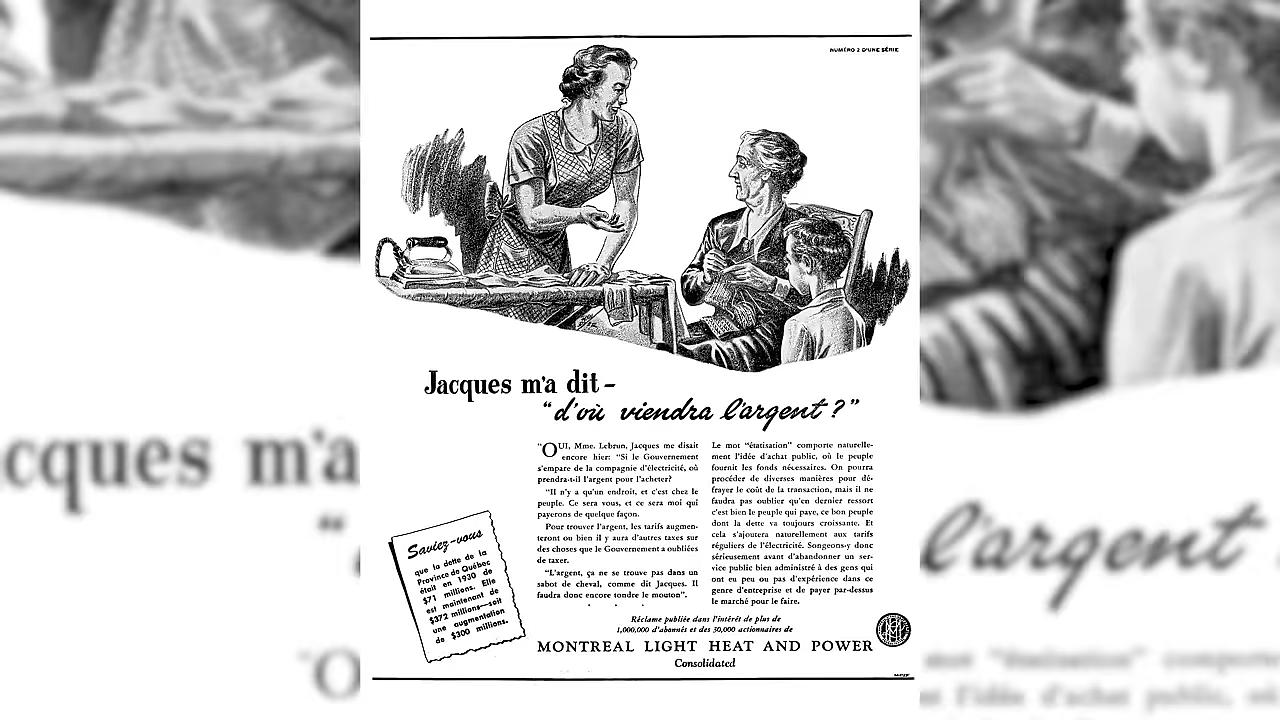 NUMÉRO 2 D'UNE SÉRIE
Jacques m'a dit –
“d'où viendra l'argent?”
“OUI, Mme. Lebrun, Jacques me disait
encore hier: “Si le Gouvernement
s'empare de la compagnie d'électricité, où
prendra-t-il l'argent pour l'acheter?
“Il n'y a qu'un endroit, et c'est chez le
peuple. Ce sera vous, et ce sera moi qui
payerons de quelque façon.
Pour trouver l'argent, les tarifs augmen-
teront ou bien il y aura d'autres taxes sur
des choses que le Gouvernement a oubliées
de taxer.
“L'argent, ça ne se trouve pas dans un
sabot de cheval, comme dit Jacques. Il
faudra donc encore tondre le mouton”.
Le mot “étatisation” comporte naturelle-
ment l'idée d'achat public, où le peuple
fournit les fonds nécessaires. On pourra
procéder de diverses manières pour dé-
frayer le coût de la transaction, mais il ne
faudra pas oublier qu'en dernier ressort
c'est bien le peuple qui paye, ce bon peuple
dont la dette va toujours croissante. Et
cela s'ajoutera naturellement aux tarifs
réguliers de l'électricité. Songeons-y donc
sérieusement avant d'abandonner un ser-
vice public bien administré à des gens qui
ont eu peu ou pas d'expérience dans ce
genre d'entreprise et de payer par-dessus
le marché pour le faire.
Saviez-vous
que la dette de la
Province de Québec
était en 1930 de
$71 millions. Elle
est maintenant de
$372 millions—soit
une augmentation
de $300 millions.
Réclame publiée dans l'intérêt de plus de
1,000,000 d'abonnés et des 30,000 actionnaires de
MONTREAL LIGHT HEAT AND POWER
Consolidated